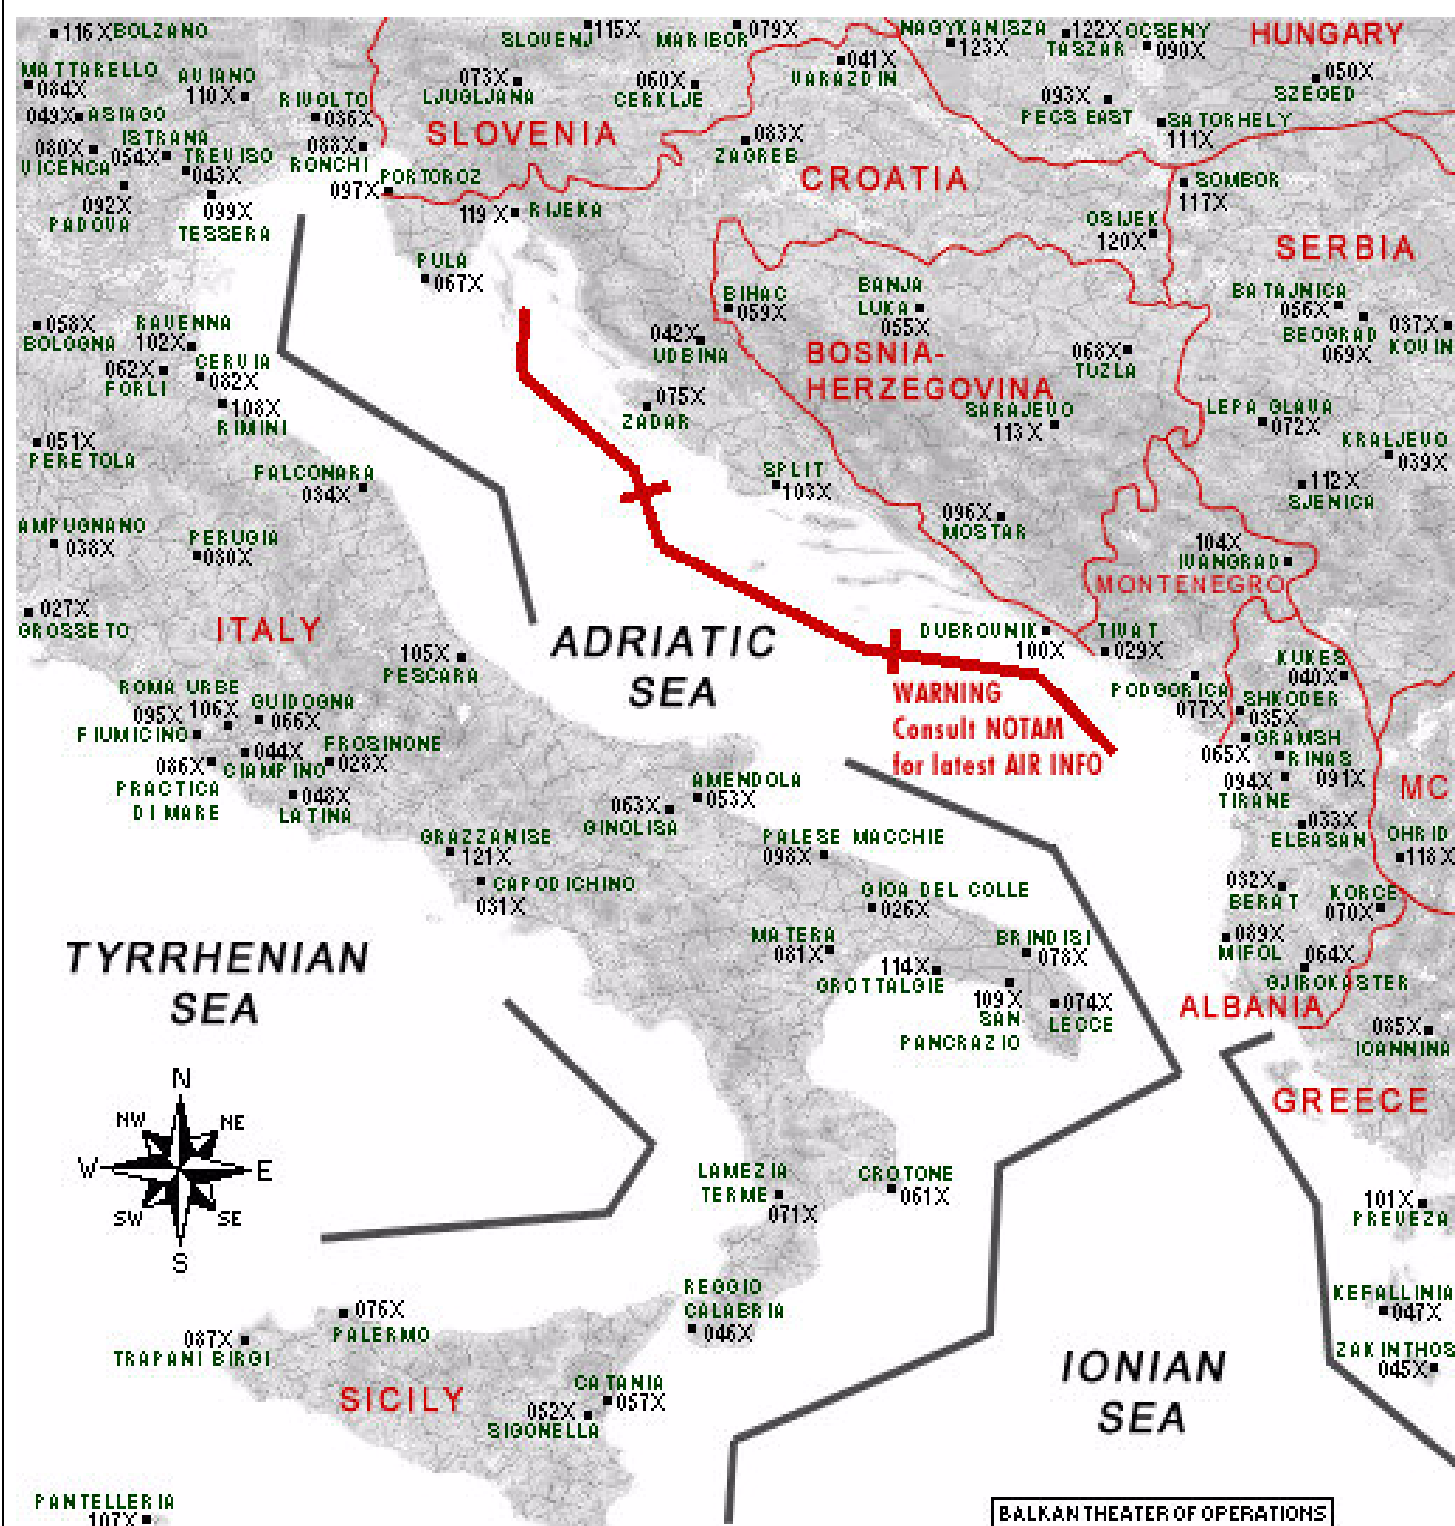 116X BOLZANO
SLOVENJ 115X
MARIBOR 079X
NAGYKANISZA
123X
122X
TASZAR
OCSENY
090X
HUNGARY
MATTARELLO
084X
AVIANO
110X
073X
LJUGLJANA
060X
CERKLJE
041X
VARAZDIN
050X
SZEGED
049X ASIAGO
RIVOLTO
036X
093X
PECS EAST
SATORHELY
111X
ISTRANA
054X
080X
VICENCA
TREVISO
043X
088X
RONCHI
SLOVENIA
083X
ZAGREB
CROATIA
SOMBOR
117X
092X
PADOVA
099X
TESSERA
PORTOROZ
097X
119X RIJEKA
OSIJEK
120X
SERBIA
PULA
067X
BIHAC
059X
BANJA
LUKA
055X
BATAJNICA
056X
BEOGRAD
069X
037X
KOVIN
058X
BOLOGNA
RAVENNA
102X
042X
UDBINA
BOSNIA-
HERZEGOVINA
068X
TUZLA
062X
FORLI
CERVIA
082X
108X
RIMINI
075X
ZADAR
SARAJEVO
113X
LEPA GLAVA
072X
KRALJEVO
039X
051X
PERETOLA
FALCONARA
034X
SPLIT
103X
112X
SJENICA
AMPUGNANO
038X
PERUGIA
030X
096X
MOSTAR
104X
IVANGRAD
MONTENEGRO
027X
GROSSETO
ITALY
ADRIATIC
SEA
DUBROVNIK
100X
TIVAT
029X
105X
PESCARA
KUKES
040X
WARNING
Consult NOTAM
for latest AIR INFO
PODGORICA
077X
SHKODER
035X
ROMA URBE
106X
GUIDOGNA
066X
095X
FIUMICINO
044X
CIAMPINO
FROSINONE
028X
086X
PRACTICA
DI MARE
048X
LATINA
065X
GRAMSH
RINAS
091X
094X
TIRANE
MC
AMENDOLA
053X
063X
GINOLISA
033X
ELBASAN
OHRID
118X
GRAZZANISE
121X
PALESE MACCHIE
098X
CAPODICHINO
031X
GIOA DEL COLLE
026X
032X
BERAT
KORCE
070X
TYRRHENIAN
SEA
MATERA
081X
BRINDISI
078X
089X
MIFOL
064X
GJIROKASTER
114X
GROTTALGIE
109X
SAN
PANCRAZIO
074X
LECCE
ALBANIA
085X
IOANNINA
N
NW NE
W E
SW SE
S
GREECE
LAMEZIA
TERME
071X
CROTONE
061X
101X
PREVEZA
REGGIO
CALABRIA
046X
KEFALLINIA
047X
076X
PALERMO
087X
TRAPANI BIRGI
ZAKINTHOS
045X
IONIAN
SEA
SICILY
CATANIA
057X
052X
SIGONELLA
PANTELLERIA
107X
BALKAN THEATER OF OPERATIONS